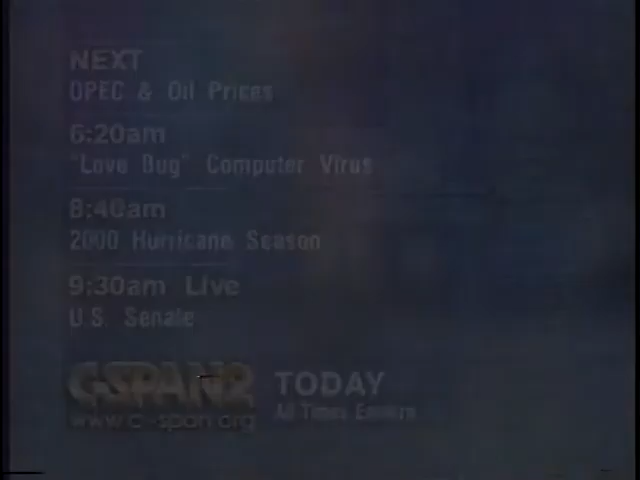 NEXT
OPEC & Oil Prices
6:20am
"Love Bug" Computer Virus
8:40am
2000 Hurricane Season
9:30am Live
U.S. Senate
C-SPAN2
www.c-span.org
TODAY
All Times Eastern